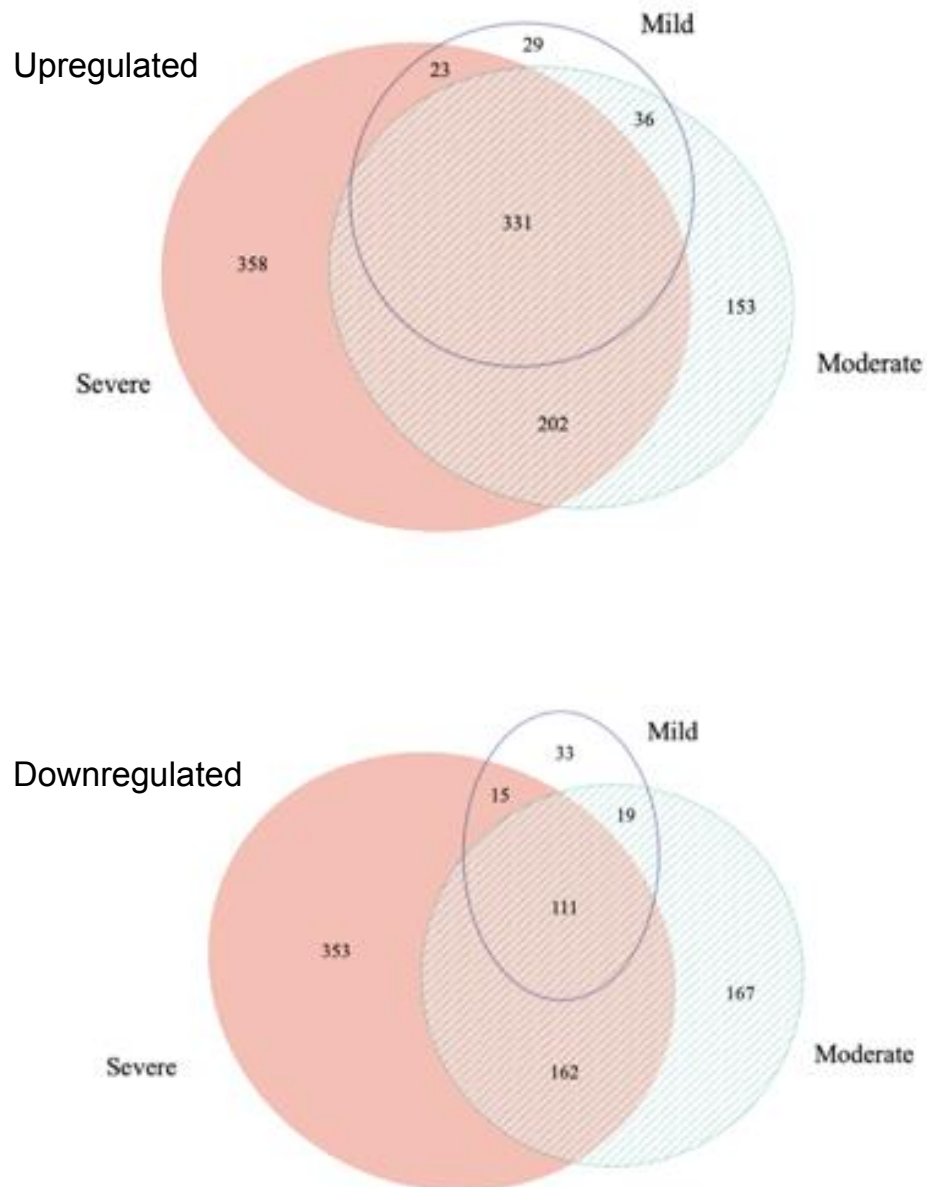 Mild
29
Upregulated
23
36
331
358
153
Moderate
Severe
202
Mild
33
Downregulated
15
19
111
353
167
Moderate
Severe
162